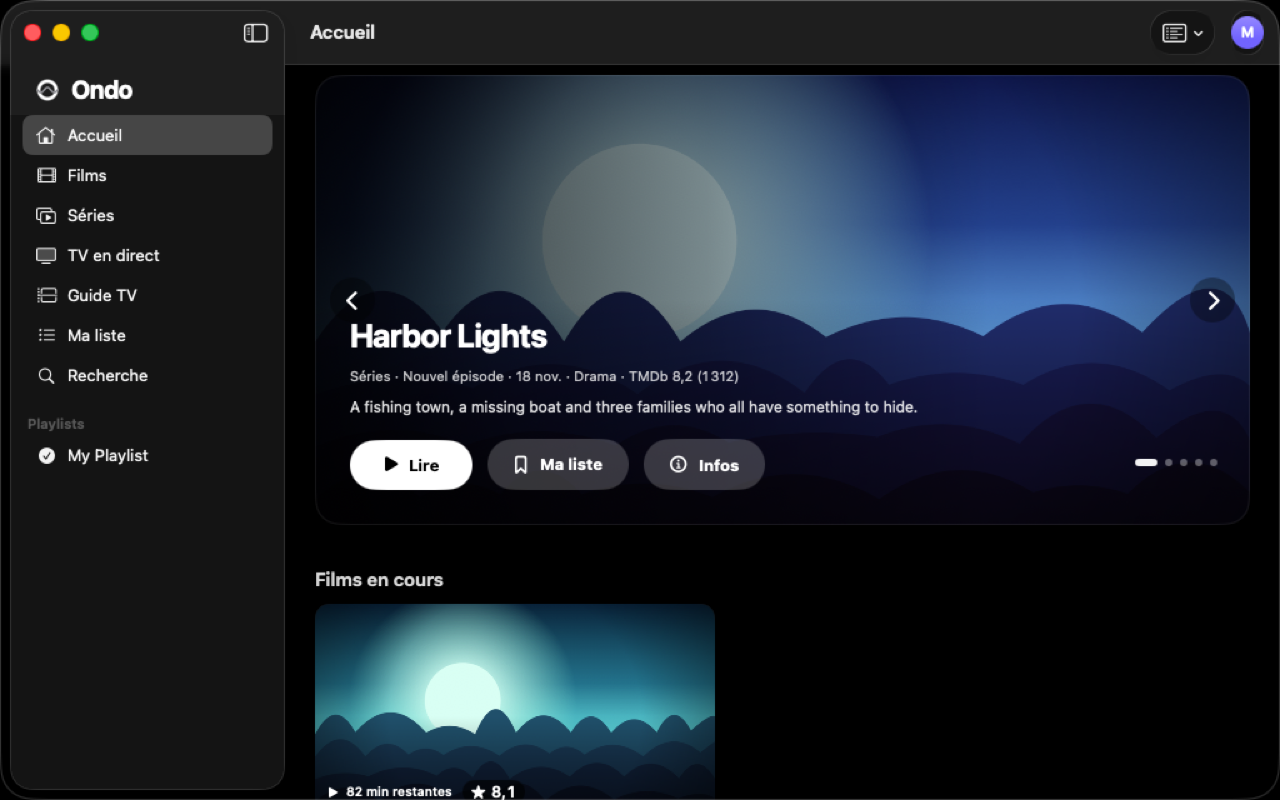 Accueil
M
Ondo
Accueil
Films
Séries
TV en direct
Guide TV
Ma liste
Recherche
Playlists
My Playlist
Harbor Lights
Séries · Nouvel épisode · 18 nov. · Drama · TMDb 8,2 (1 312)
A fishing town, a missing boat and three families who all have something to hide.
Lire
Ma liste
Infos
Films en cours
82 min restantes ★ 8,1